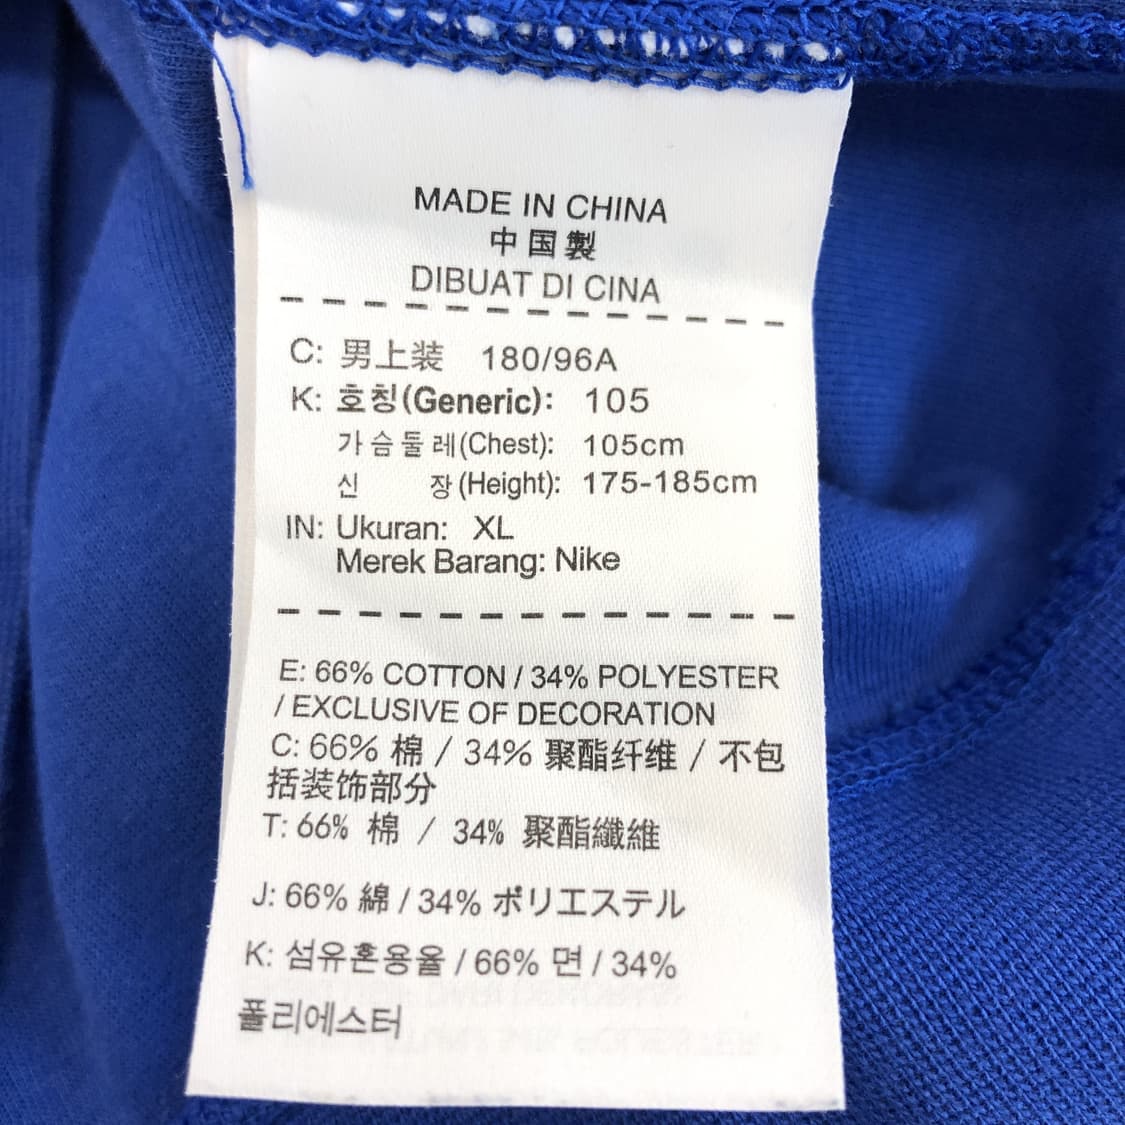 MADE IN CHINA
中国製
DIBUAT DI CINA
C: 男上装 180/96A
K: 호칭(Generic): 105
가슴둘레(Chest): 105cm
신 장(Height): 175-185cm
IN: Ukuran: XL
Merek Barang: Nike
E: 66% COTTON / 34% POLYESTER
/ EXCLUSIVE OF DECORATION
C: 66% 棉 / 34% 聚酯纤维 / 不包
括装饰部分
T: 66% 棉 / 34% 聚酯纖維
J: 66% 綿 / 34% ポリエステル
K: 섬유혼용율 / 66% 면 / 34%
폴리에스터